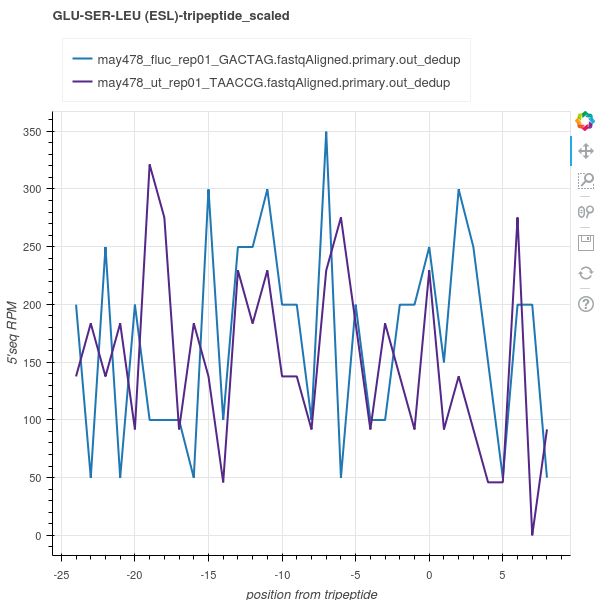 GLU-SER-LEU (ESL)-tripeptide_scaled
may478_fluc_rep01_GACTAG.fastqAligned.primary.out_dedup
may478_ut_rep01_TAACCG.fastqAligned.primary.out_dedup
350
300
250
200
150
100
50
0
5'seq RPM
-25 -20 -15 -10 -5 0 5
position from tripeptide